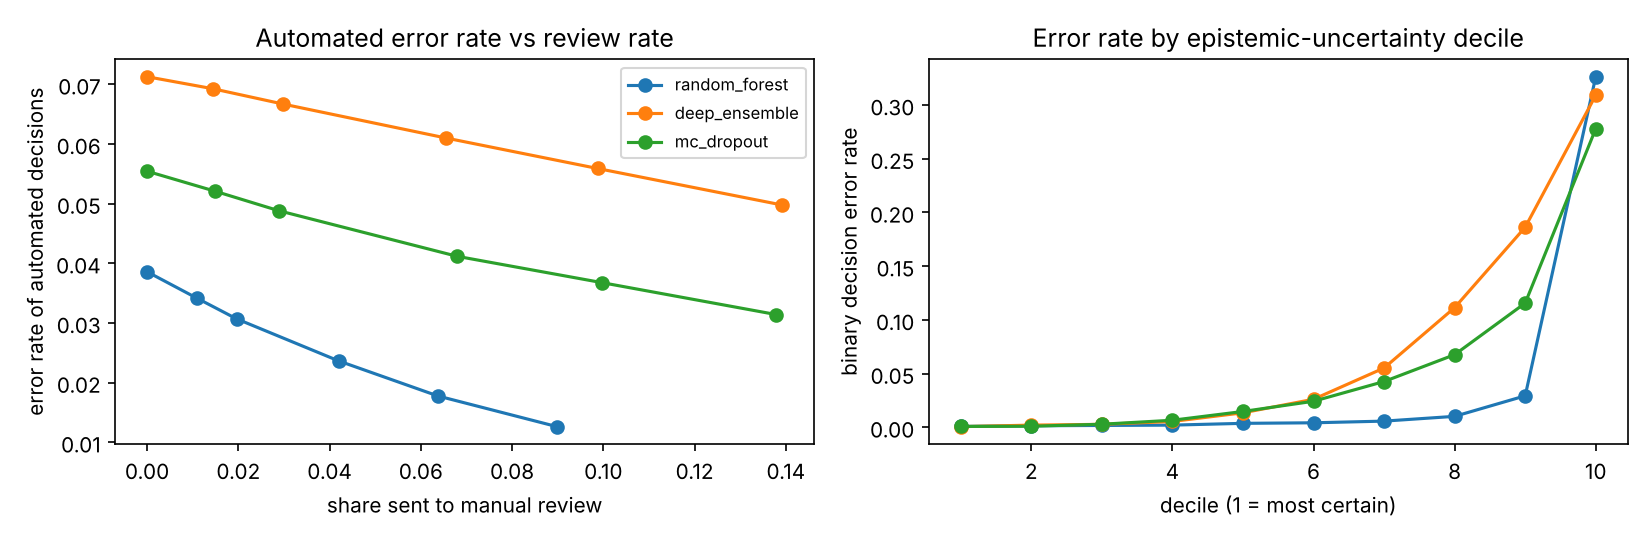 Automated error rate vs review rate
error rate of automated decisions
0.07
0.06
0.05
0.04
0.03
0.02
0.01
random_forest
deep_ensemble
mc_dropout
0.00 0.02 0.04 0.06 0.08 0.10 0.12 0.14
share sent to manual review
Error rate by epistemic-uncertainty decile
binary decision error rate
0.30
0.25
0.20
0.15
0.10
0.05
0.00
2 4 6 8 10
decile (1 = most certain)